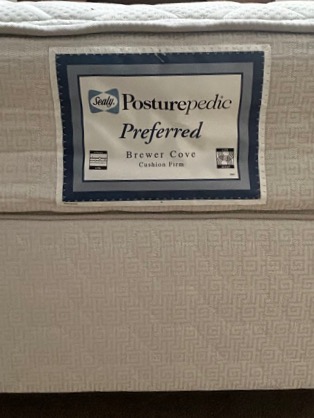 Sealy Posturepedic
Preferred
Brewer Cove
Cushion Firm